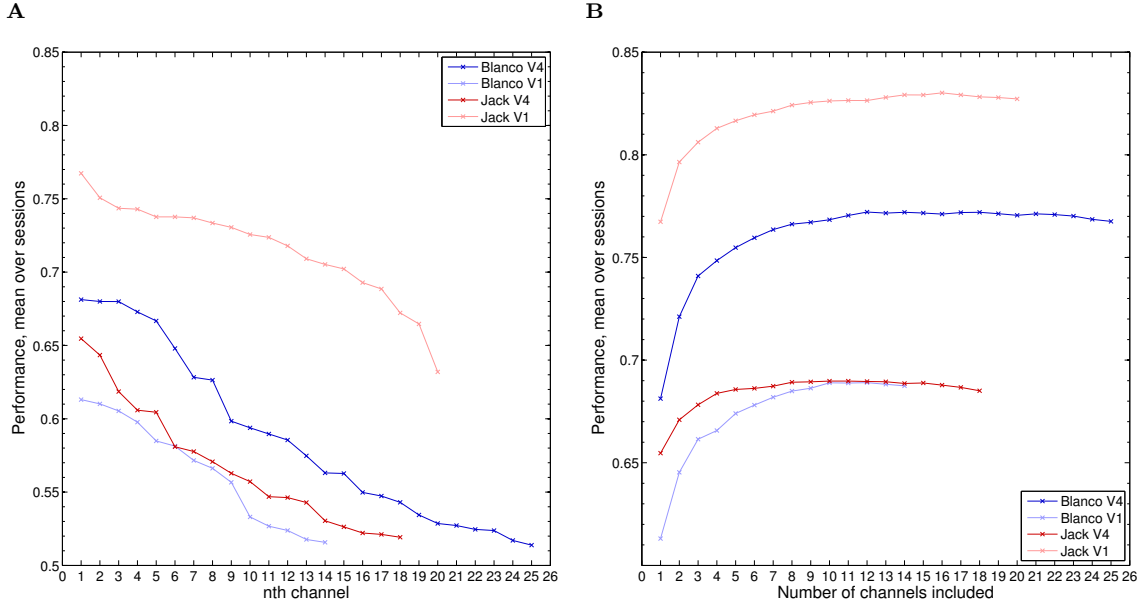 A
0.85
0.8
0.75
0.7
0.65
0.6
0.55
0.5
Performance, mean over sessions
0 1 2 3 4 5 6 7 8 9 10 11 12 13 14 15 16 17 18 19 20 21 22 23 24 25 26
nth channel
Blanco V4
Blanco V1
Jack V4
Jack V1
B
0.85
0.8
0.75
0.7
0.65
Performance, mean over sessions
0 1 2 3 4 5 6 7 8 9 10 11 12 13 14 15 16 17 18 19 20 21 22 23 24 25 26
Number of channels included
Blanco V4
Blanco V1
Jack V4
Jack V1